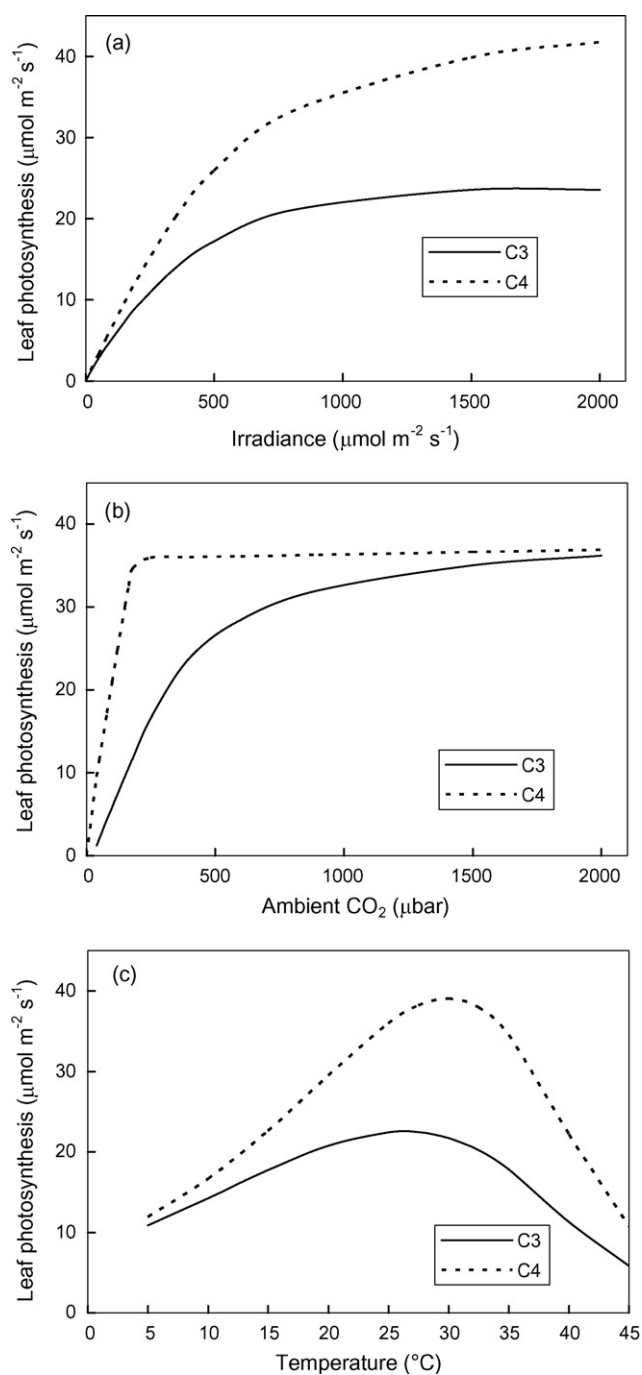 (a)
Leaf photosynthesis (μmol m⁻² s⁻¹)
40
30
20
10
0
C3
C4
0 500 1000 1500 2000
Irradiance (μmol m⁻² s⁻¹)
(b)
Leaf photosynthesis (μmol m⁻² s⁻¹)
40
30
20
10
0
C3
C4
0 500 1000 1500 2000
Ambient CO₂ (μbar)
(c)
Leaf photosynthesis (μmol m⁻² s⁻¹)
40
30
20
10
0
C3
C4
0 5 10 15 20 25 30 35 40 45
Temperature (°C)